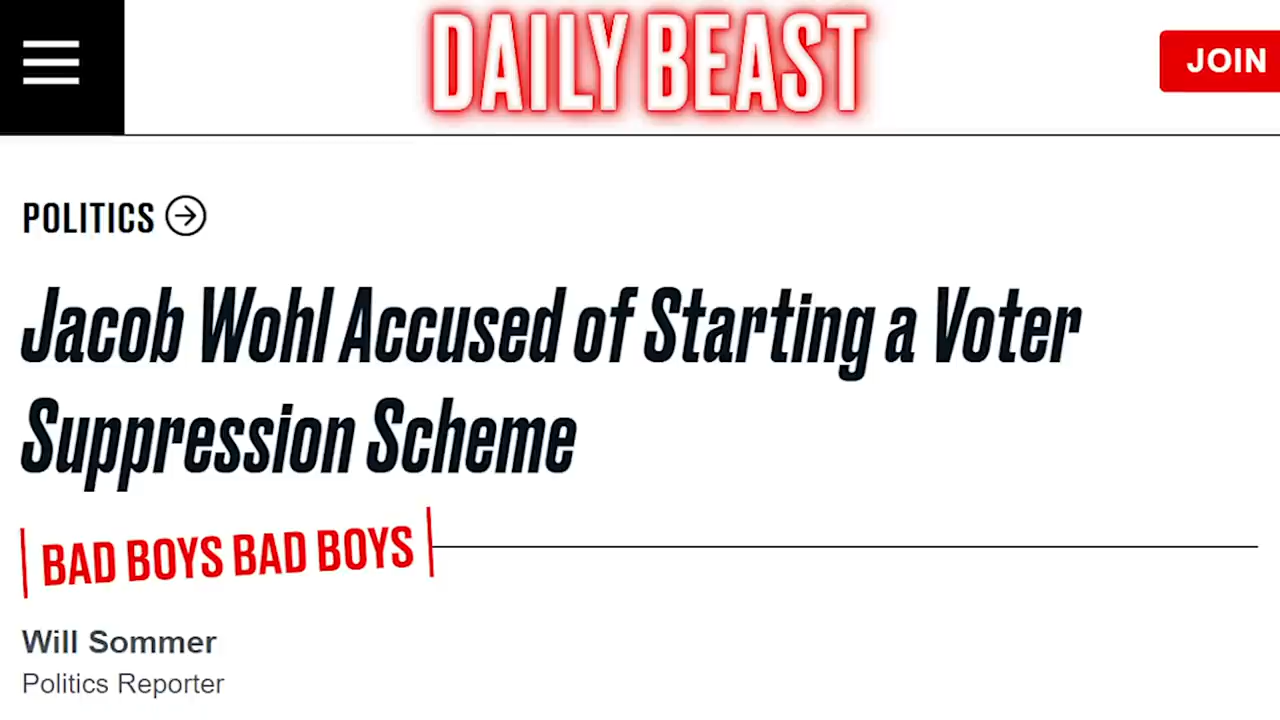 DAILY BEAST
JOIN
POLITICS
Jacob Wohl Accused of Starting a Voter
Suppression Scheme
BAD BOYS BAD BOYS
Will Sommer
Politics Reporter